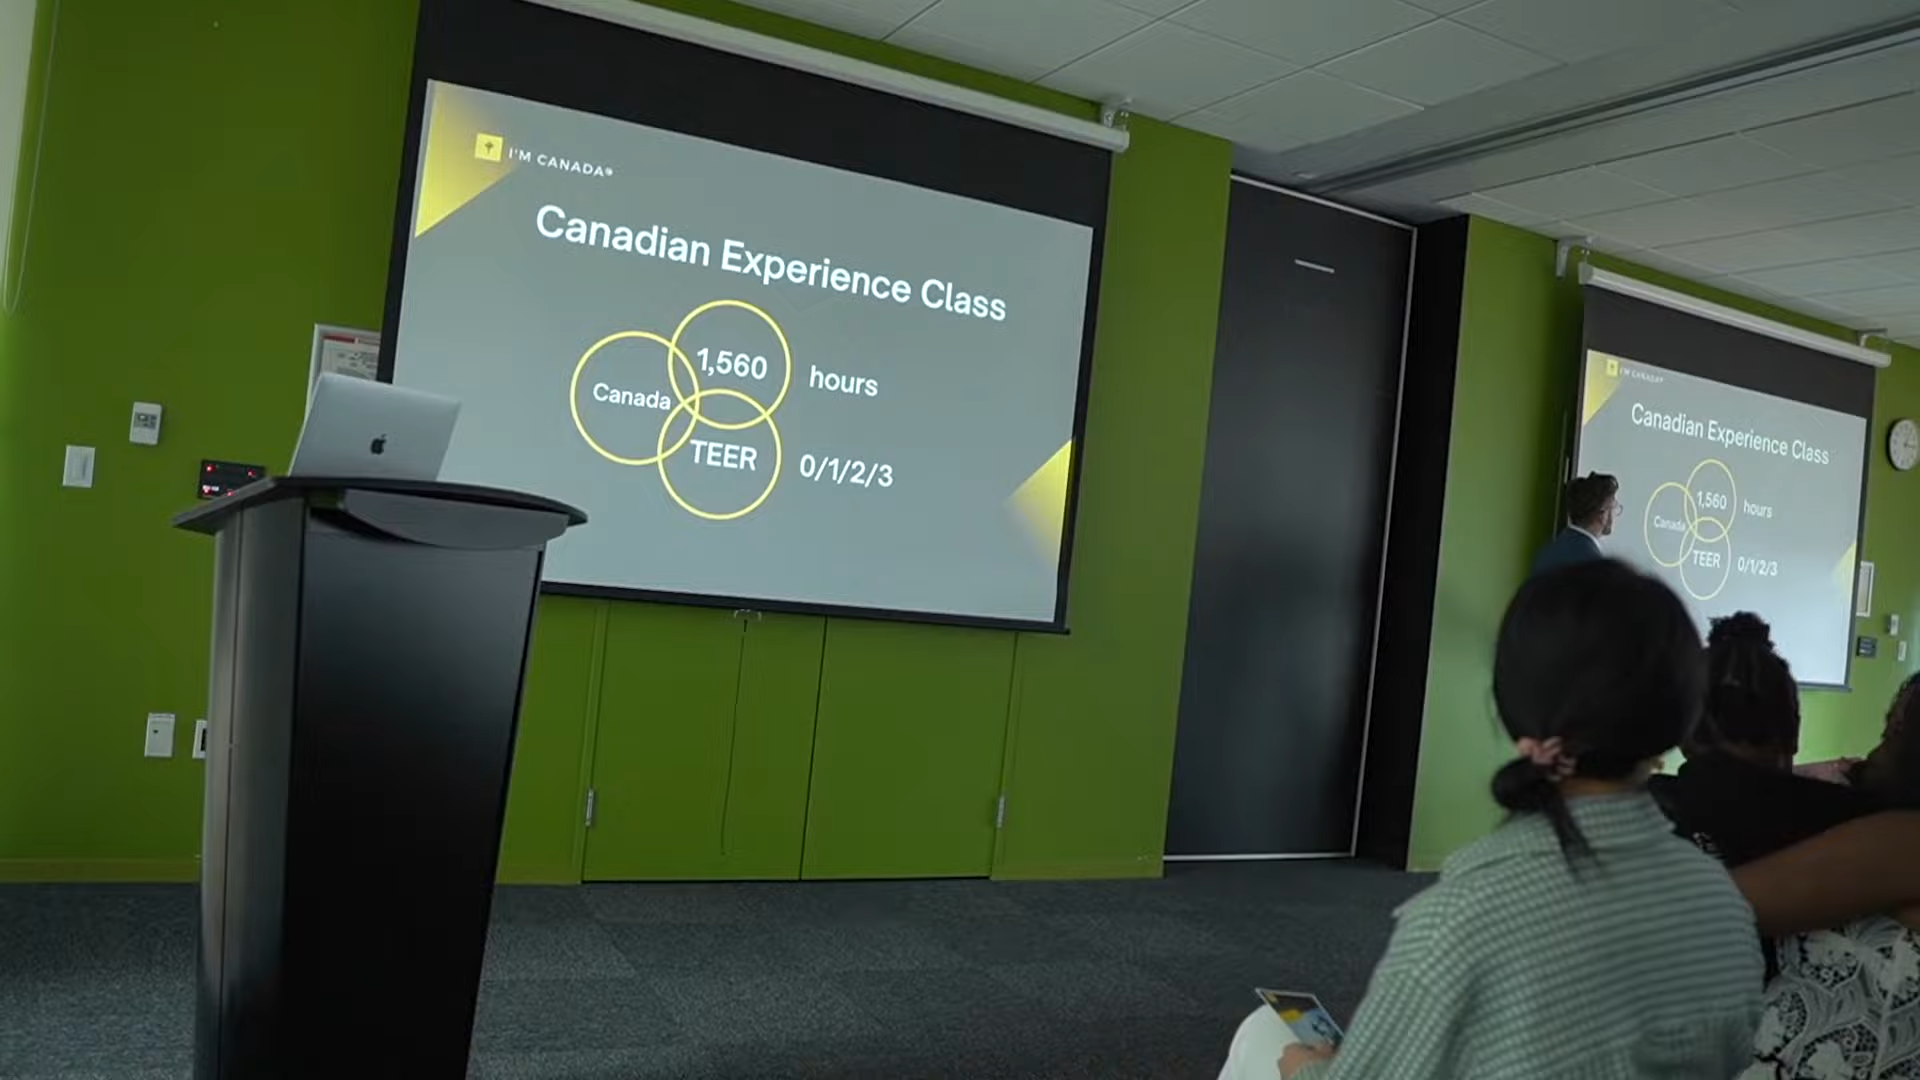 I'M CANADA®
Canadian Experience Class
1,560 hours
Canada
TEER 0/1/2/3
I'M CANADA®
Canadian Experience Class
1,560 hours
Canada
TEER 0/1/2/3